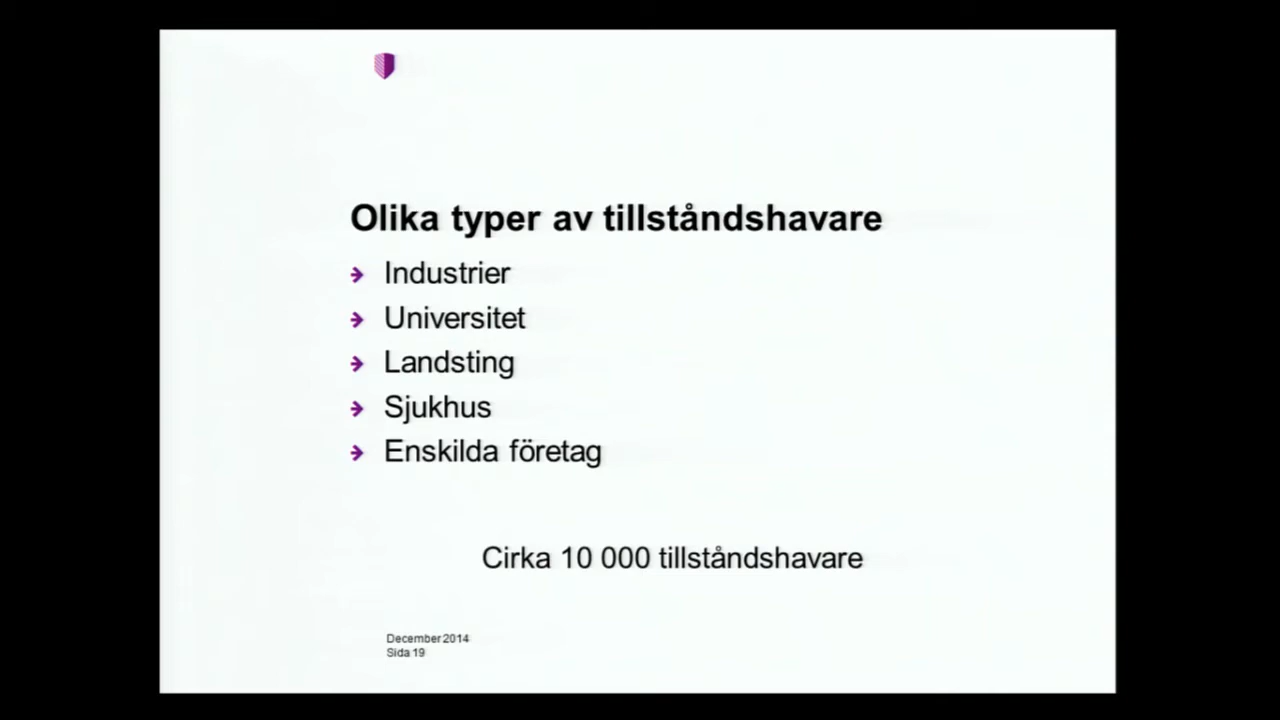 Olika typer av tillståndshavare
Industrier
Universitet
Landsting
Sjukhus
Enskilda företag
Cirka 10 000 tillståndshavare
December 2014
Sida 19